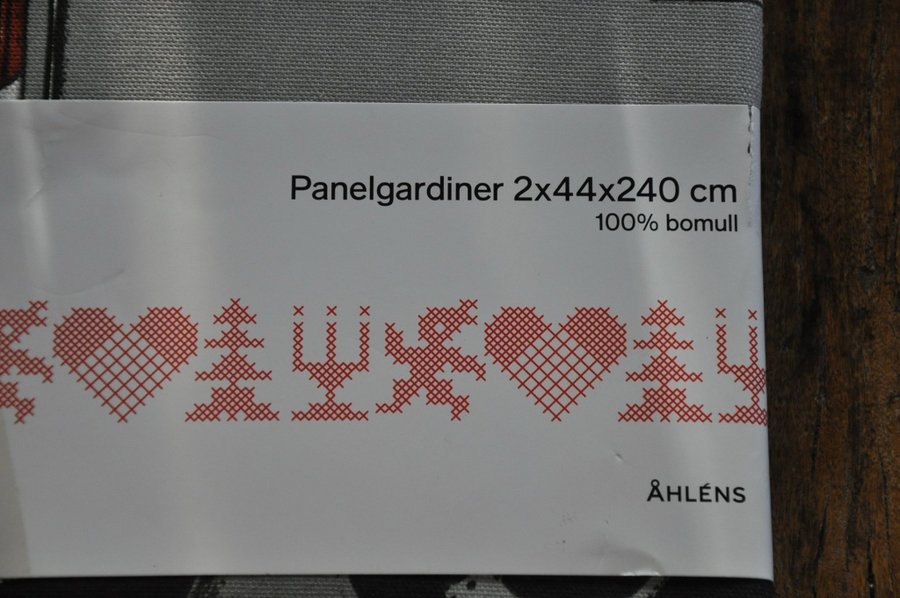 Panelgardiner 2x44x240 cm
100% bomull
ÅHLÉNS